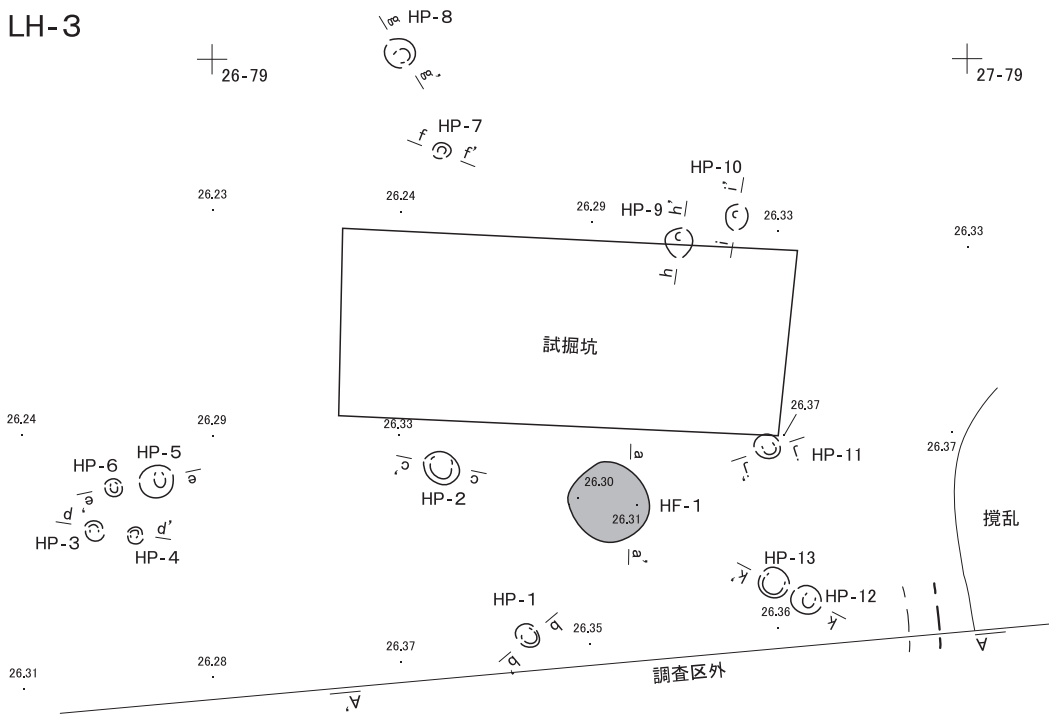 LH-3
g HP-8
g'
26-79
27-79
f HP-7 f'
HP-10
i'
26.23
26.24
26.29
HP-9 h'
26.33
26.33
i
h
試掘坑
26.24
26.29
26.33
26.37
26.37
HP-5
HP-6
e
e'
c'
c
HP-2
a
26.30
26.31
HF-1
a'
j
j'
HP-11
d
d'
HP-3
HP-4
撹乱
HP-13
k'
HP-12
k
HP-1
b
b'
26.35
26.36
26.37
26.28
26.31
調査区外
A
A'